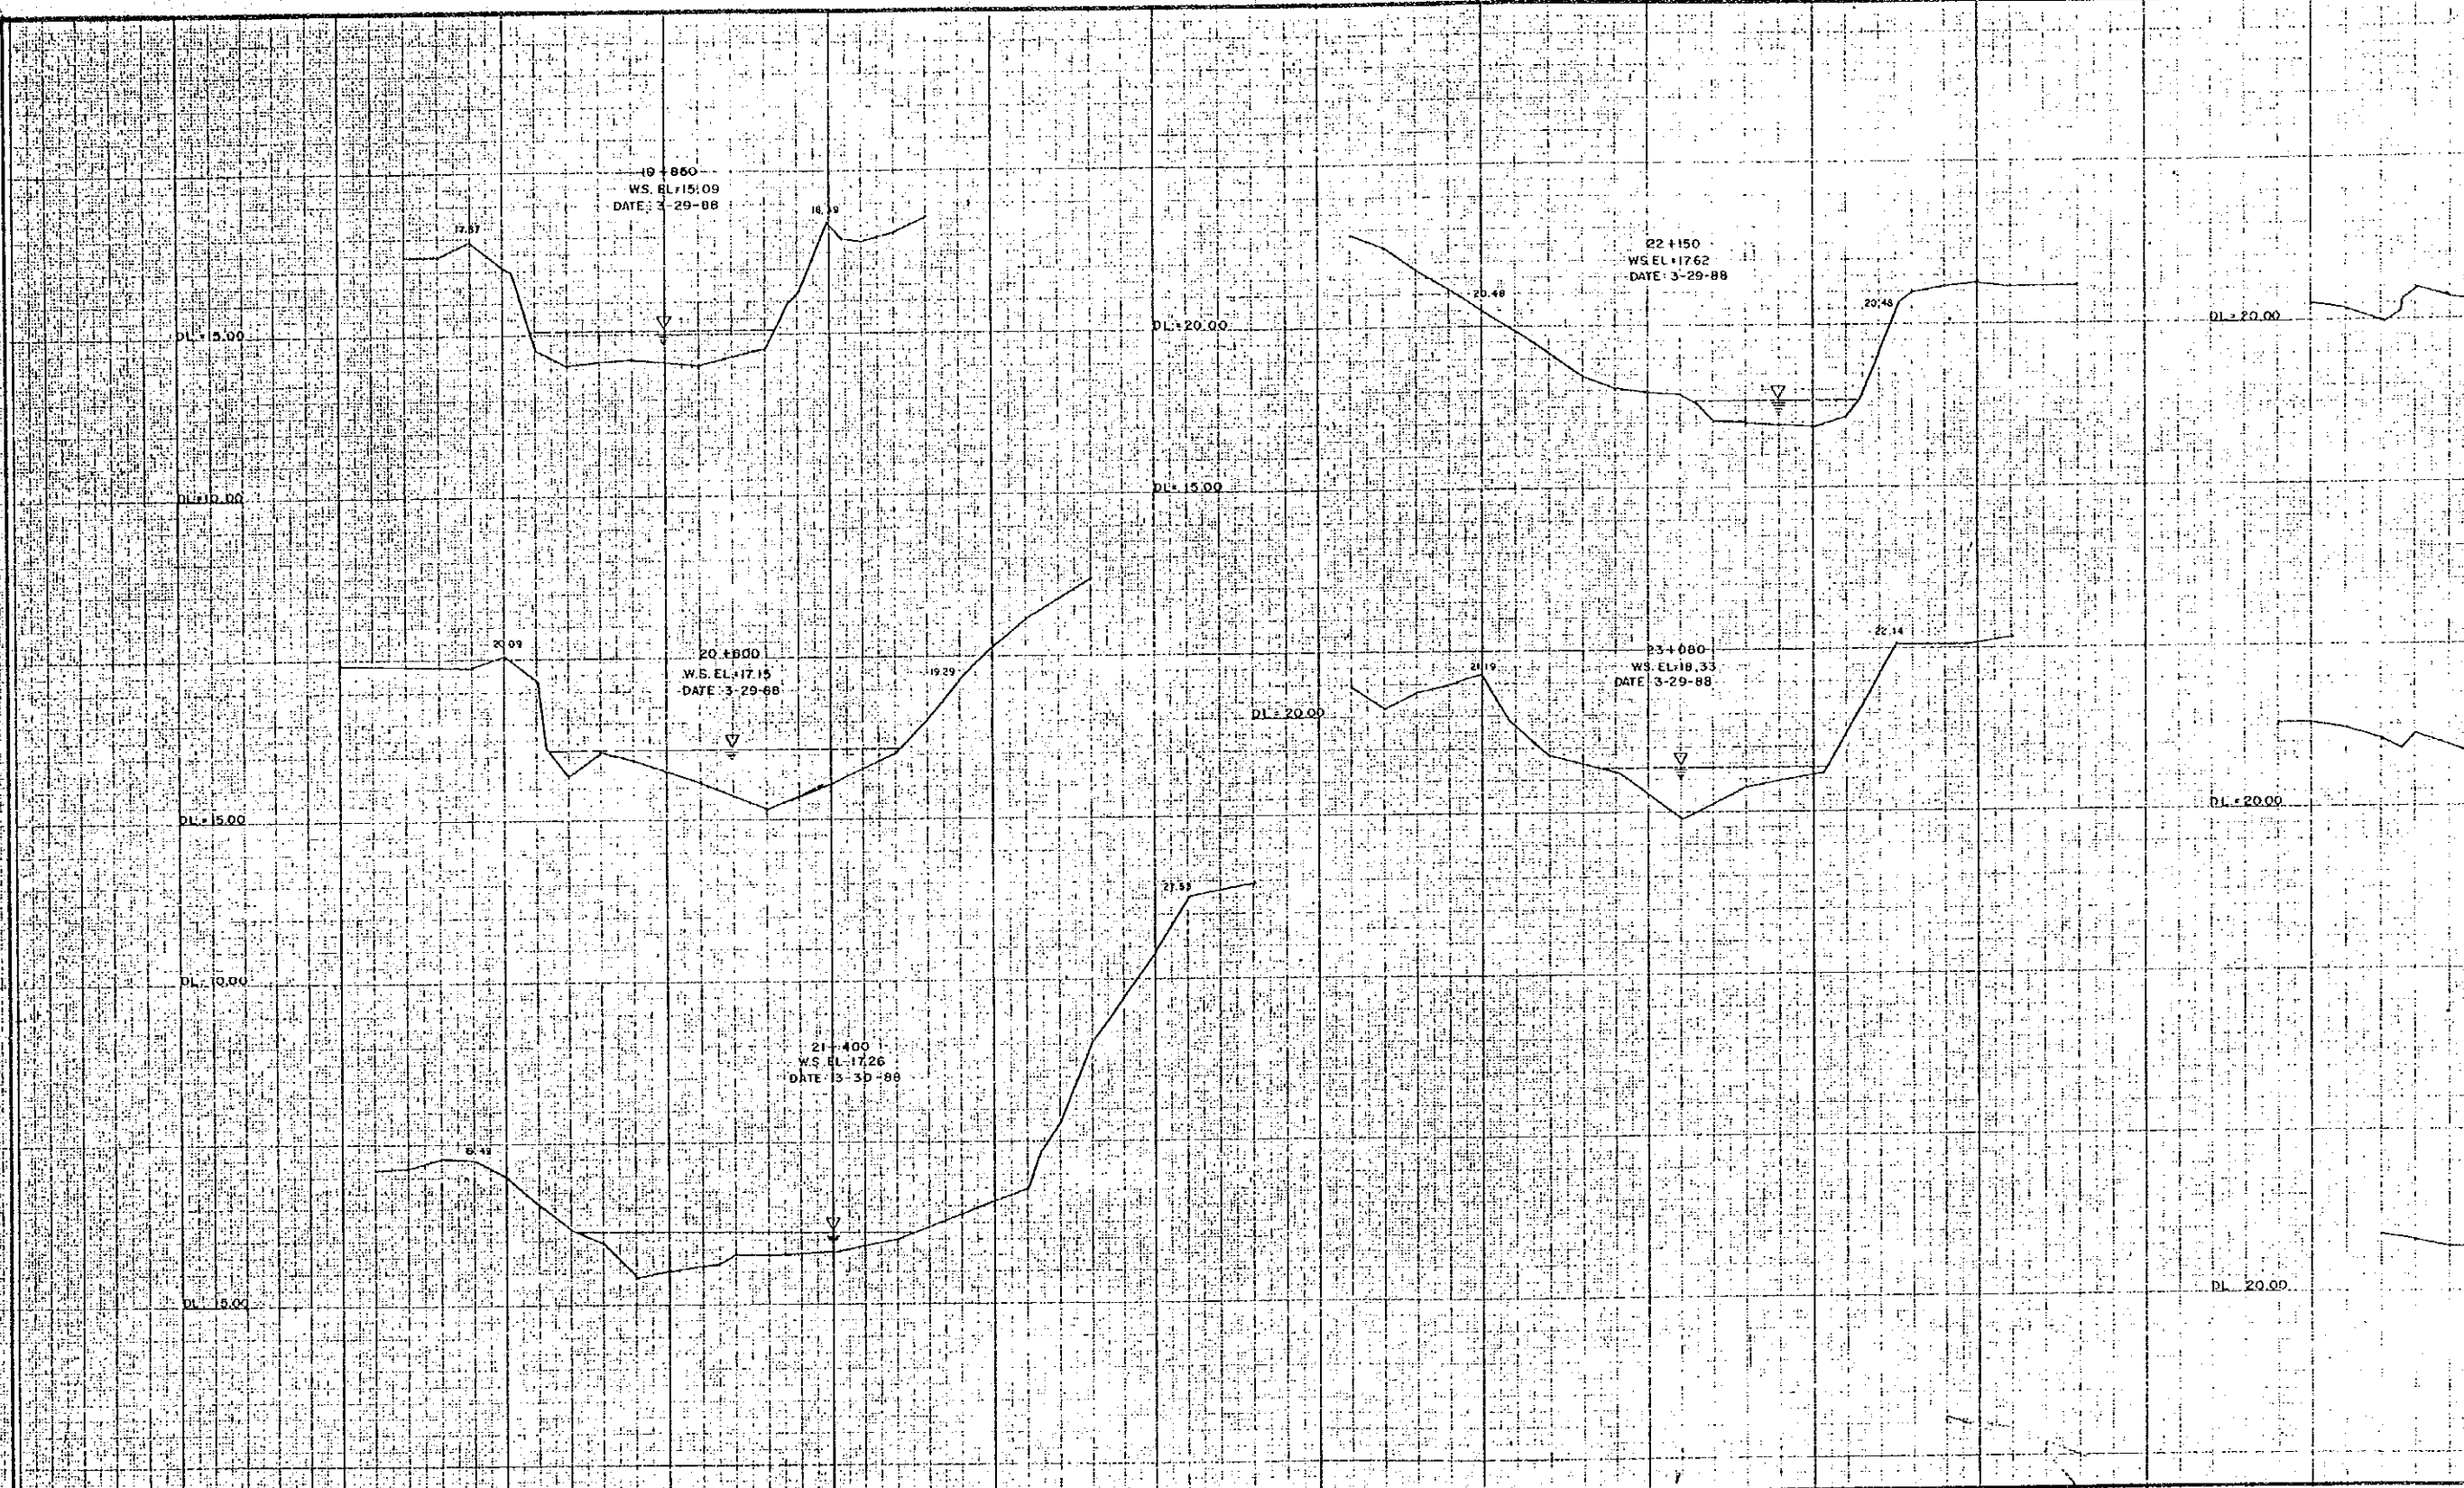 19+860
W.S. EL=15.09
DATE: 3-29-88
17.87
18.39
DL=15.00
DL=10.00
20.09
20+600
W.S. EL=17.15
DATE: 3-29-88
19.29
DL=15.00
DL=10.00
27.53
21+400
W.S. EL=17.26
DATE: 3-30-88
DL=15.00
22+150
W.S. EL=17.62
DATE: 3-29-88
20.48
20.48
DL=20.00
DL=15.00
22.14
23+080
W.S. EL=18.33
DATE: 3-29-88
21.19
DL=20.00
DL=20.00
DL=20.00
DL=20.00